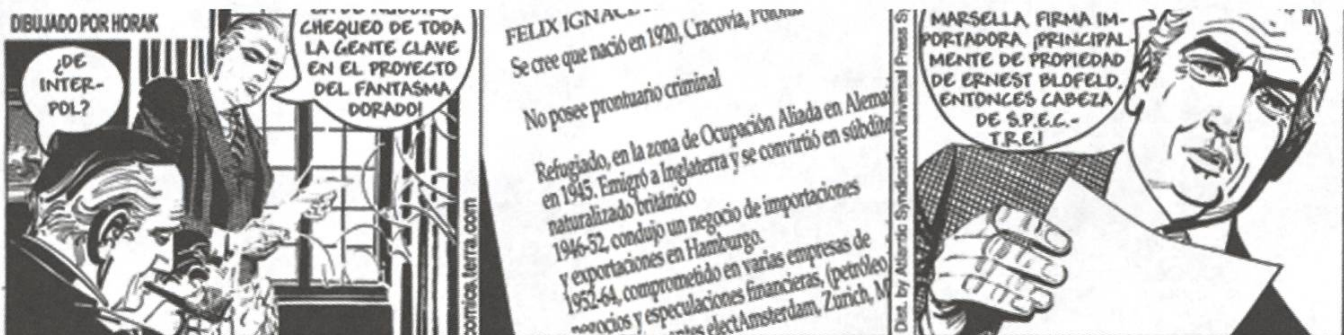 DIBUJADO POR HORAK
¿DE
INTER-
POL?
CHEQUEO DE TODA
LA GENTE CLAVE
EN EL PROYECTO
DEL FANTASMA
DORADO!
comics.terra.com
FELIX
Se cree que nació en 1920, Cracovia, Polonia
No posee prontuario criminal
Refugiado, en la zona de Ocupación Aliada en
en 1945. Emigró a Inglaterra y se convirtió en súbdito
naturalizado británico
1946-52, condujo un negocio de importaciones
y exportaciones en Hamburgo.
1952-64, comprometido en varias empresas de
negocios y especulaciones financieras, (petróleo,
Amsterdam, Zurich,
Dist. by Atlantic Syndication/Universal Press
MARSELLA, FIRMA IM-
PORTADORA ¡PRINCIPAL-
MENTE DE PROPIEDAD
DE ERNEST BLOFELD,
ENTONCES CABEZA
DE S.P.E.C.-
T.R.E!